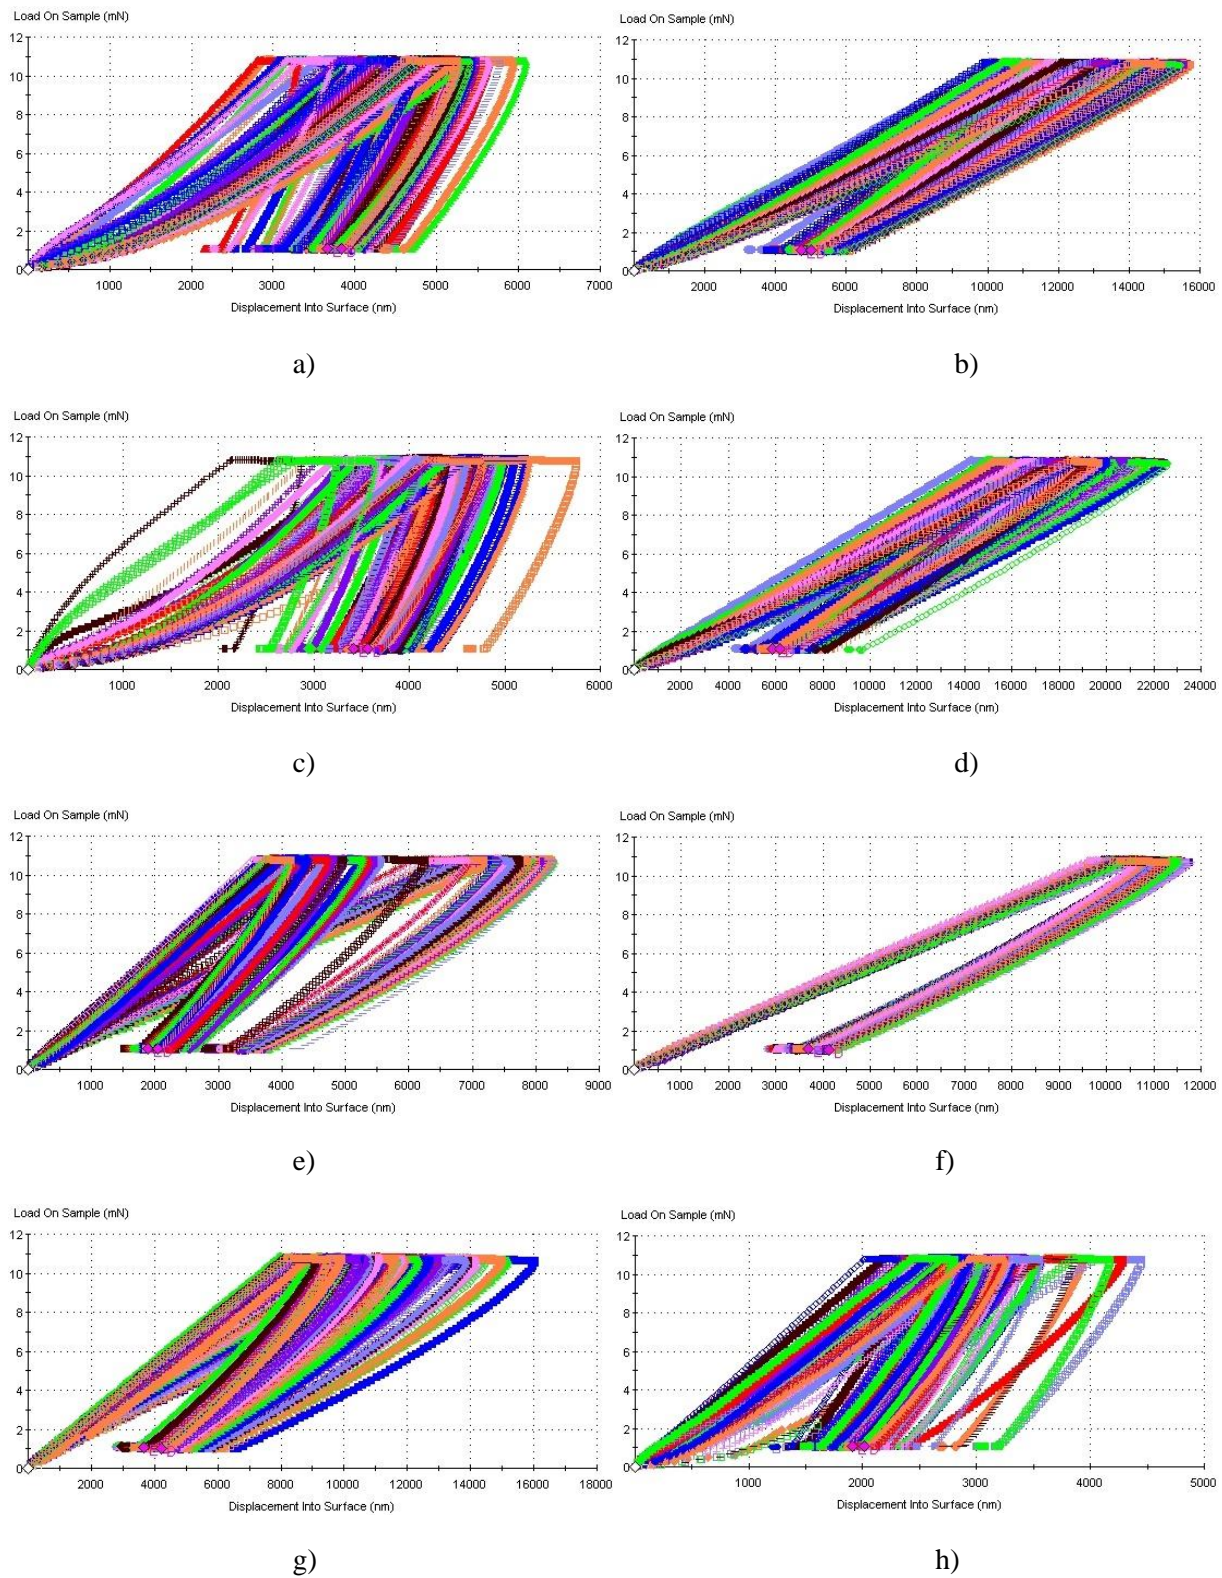 Load On Sample (mN)
12
10
8
6
4
2
0
1000 2000 3000 4000 5000 6000 7000
Displacement Into Surface (nm)
a)
Load On Sample (mN)
12
10
8
6
4
2
0
2000 4000 6000 8000 10000 12000 14000 16000
Displacement Into Surface (nm)
b)
Load On Sample (mN)
12
10
8
6
4
2
0
1000 2000 3000 4000 5000 6000
Displacement Into Surface (nm)
c)
Load On Sample (mN)
12
10
8
6
4
2
0
2000 4000 6000 8000 10000 12000 14000 16000 18000 20000 22000 24000
Displacement Into Surface (nm)
d)
Load On Sample (mN)
12
10
8
6
4
2
0
1000 2000 3000 4000 5000 6000 7000 8000 9000
Displacement Into Surface (nm)
e)
Load On Sample (mN)
12
10
8
6
4
2
0
1000 2000 3000 4000 5000 6000 7000 8000 9000 10000 11000 12000
Displacement Into Surface (nm)
f)
Load On Sample (mN)
12
10
8
6
4
2
0
2000 4000 6000 8000 10000 12000 14000 16000 18000
Displacement Into Surface (nm)
g)
Load On Sample (mN)
12
10
8
6
4
2
0
1000 2000 3000 4000 5000
Displacement Into Surface (nm)
h)